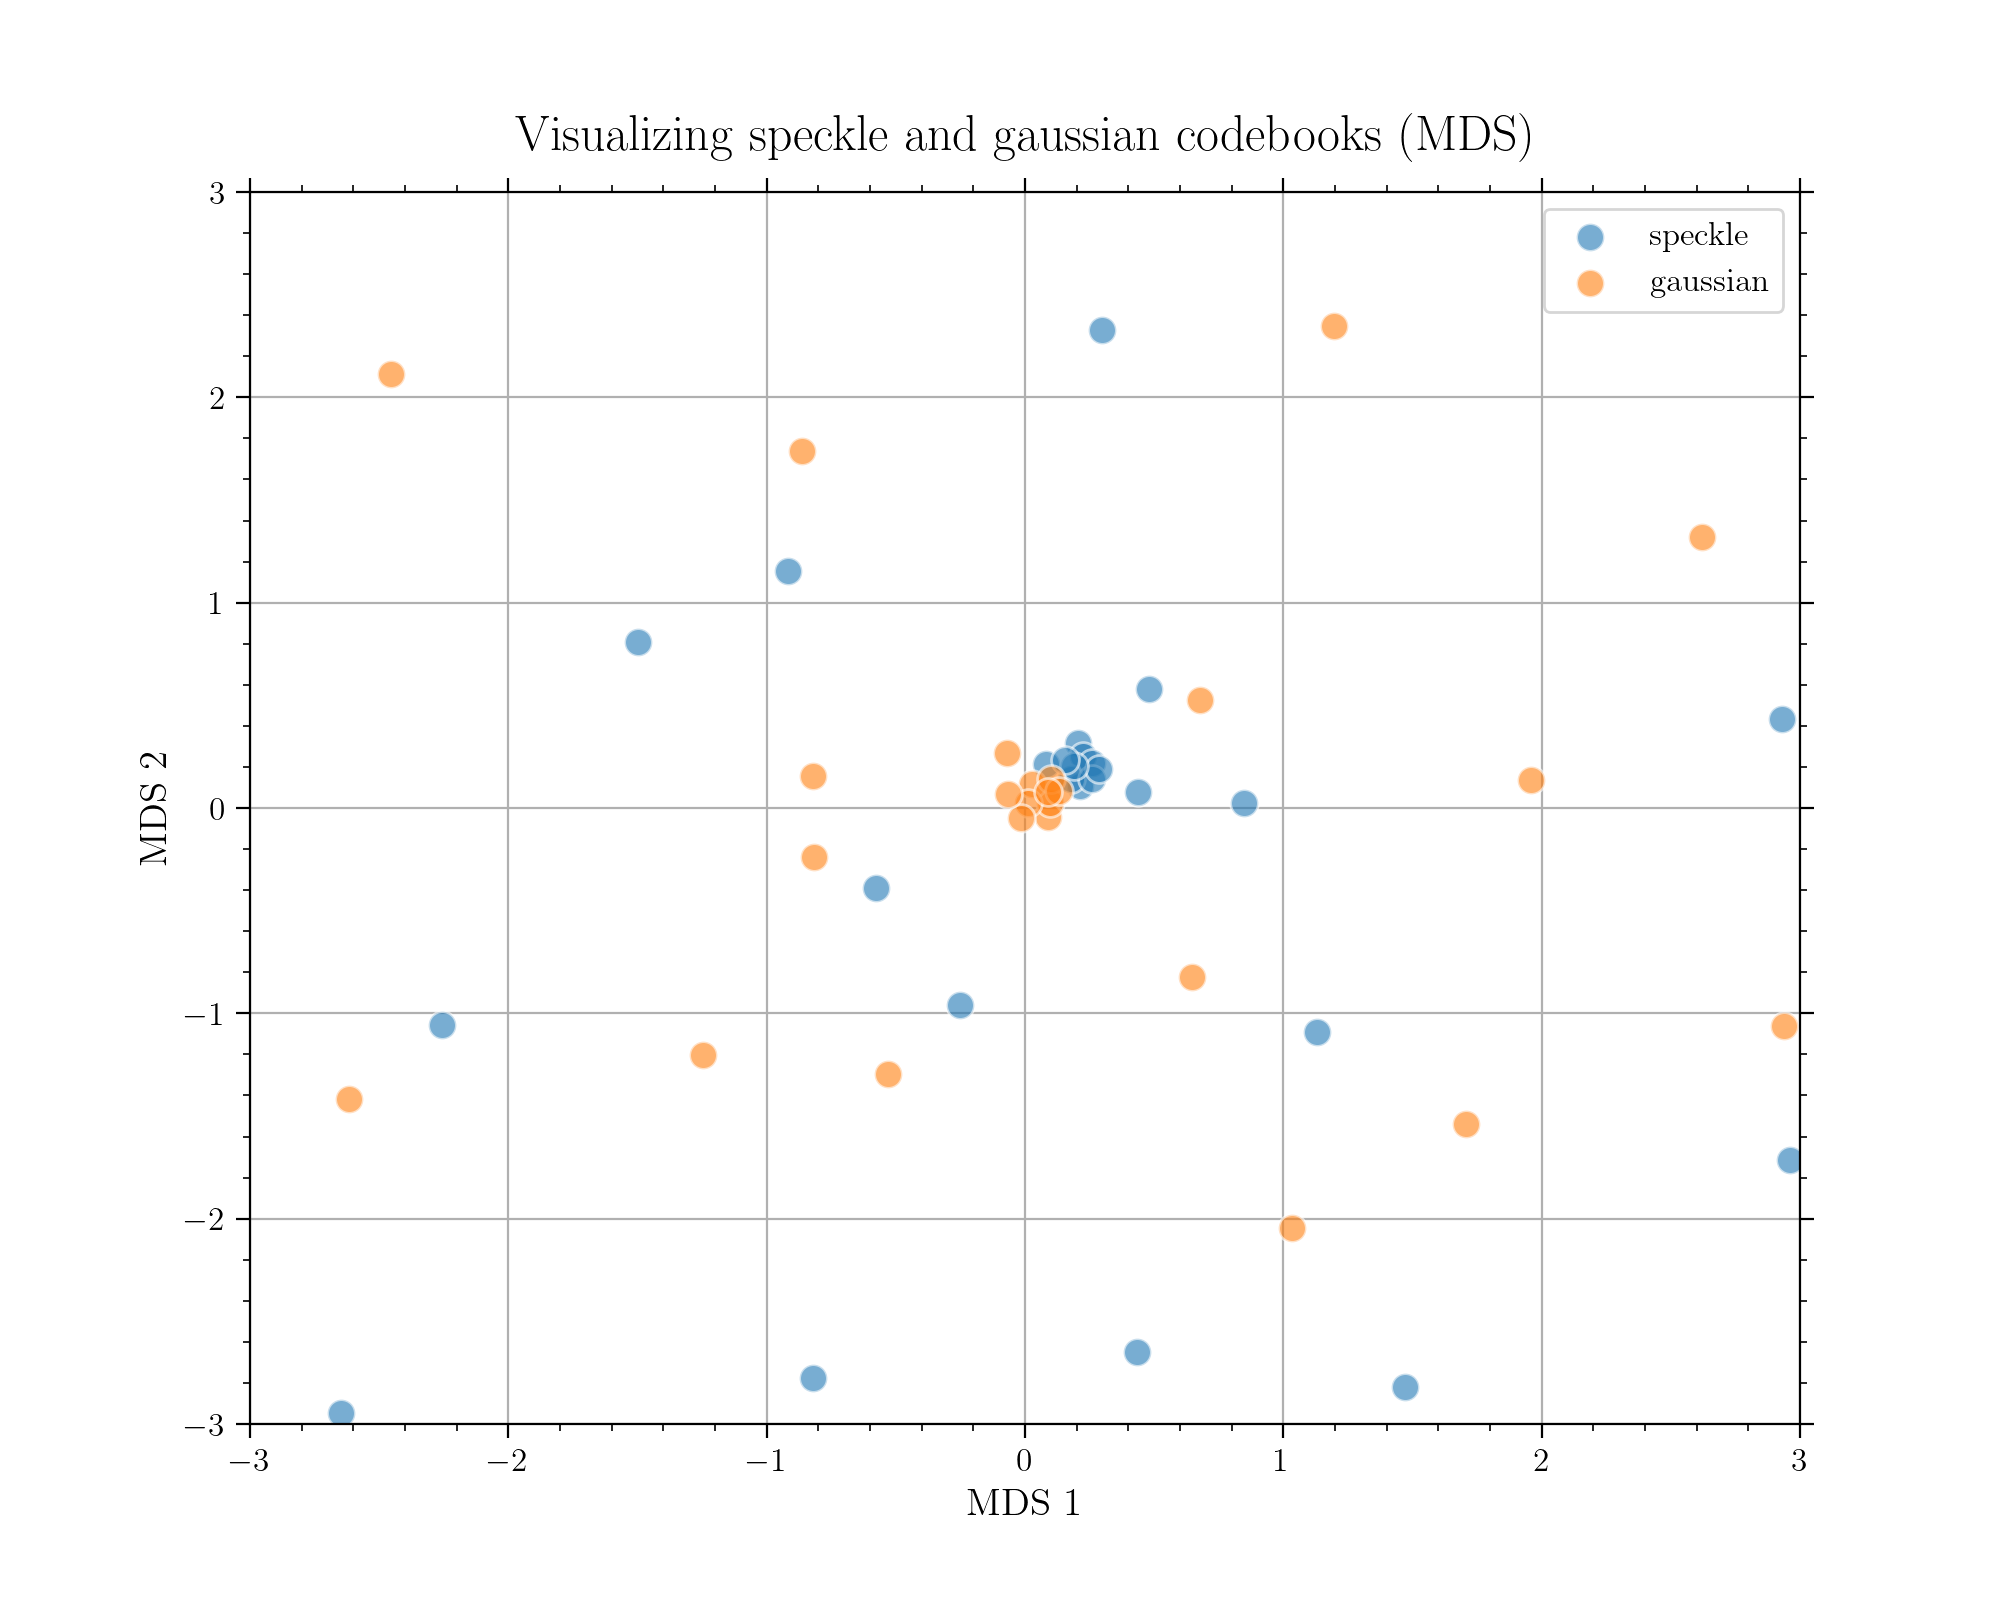 Visualizing speckle and gaussian codebooks (MDS)
speckle
gaussian
3
2
1
0
−1
−2
−3
MDS 2
−3
−2
−1
0
1
2
3
MDS 1